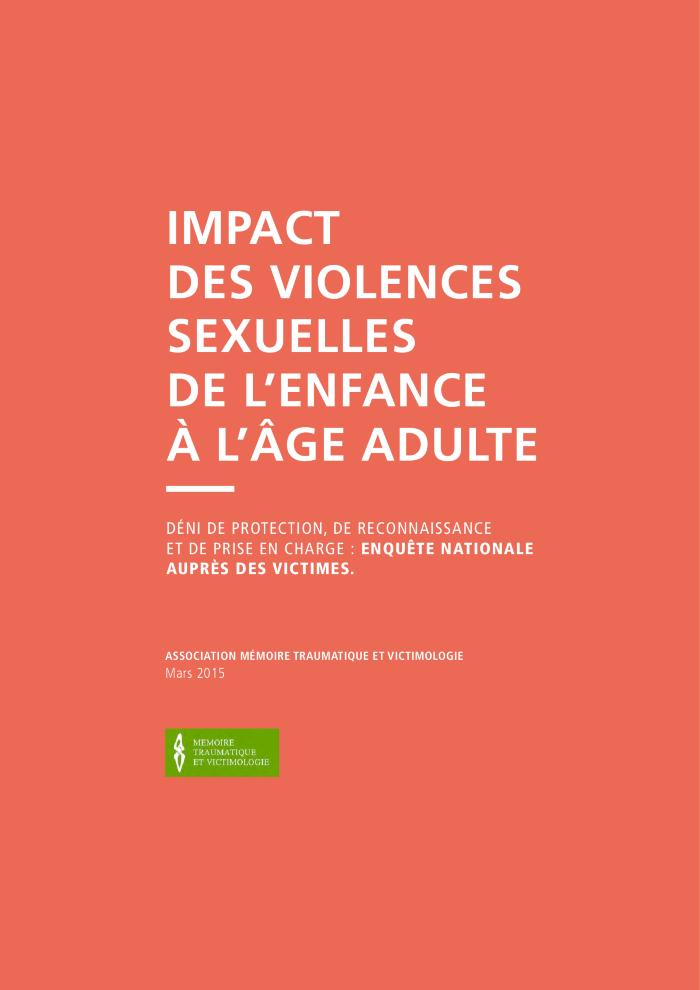 IMPACT
DES VIOLENCES
SEXUELLES
DE L’ENFANCE
À L’ÂGE ADULTE
DÉNI DE PROTECTION, DE RECONNAISSANCE
ET DE PRISE EN CHARGE : ENQUÊTE NATIONALE
AUPRÈS DES VICTIMES.
ASSOCIATION MÉMOIRE TRAUMATIQUE ET VICTIMOLOGIE
Mars 2015
MEMOIRE
TRAUMATIQUE
ET VICTIMOLOGIE